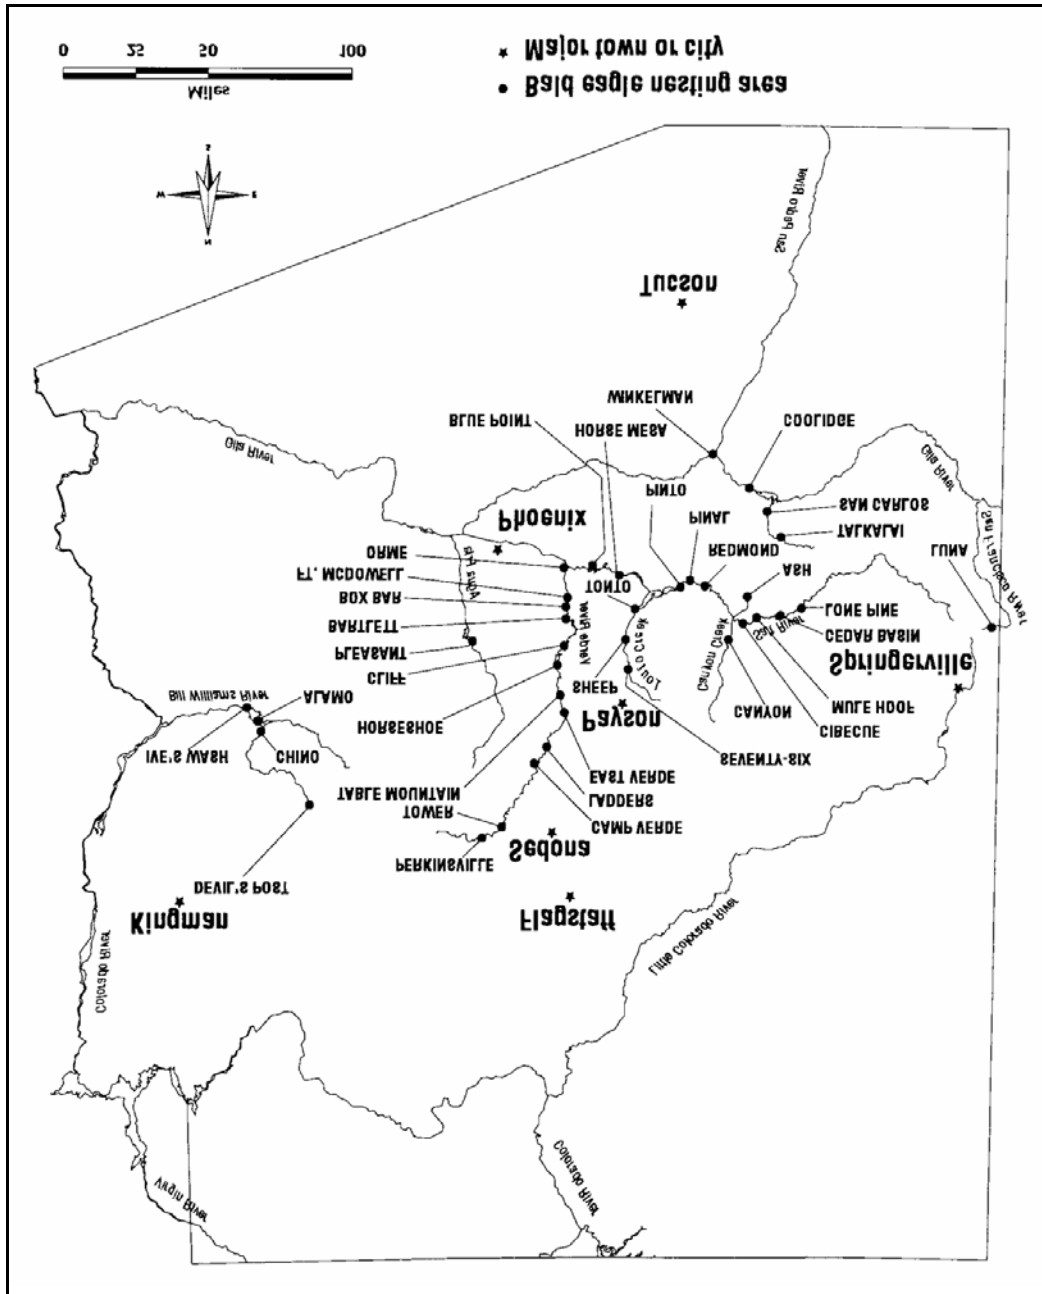 0 25 50 100
Miles
Major town or city
Bald eagle nesting area
S
W E
N
San Pedro River
Tucson
WINKELMAN
BLUE POINT
HORSE MESA
COOLIDGE
Gila River
Gila River
PINTO
PINAL
SAN CARLOS
Phoenix
TALKALAI
San Francisco River
LUNA
ORME
REDMOND
FT. MCDOWELL
TONTO
ASH
Agua Fria
BOX BAR
LONE PINE
BARTLETT
Verde River
Salt River
CEDAR BASIN
PLEASANT
Tonto Creek
Canyon Creek
Springerville
CLIFF
SHEEP
Bill Williams River
ALAMO
HORSESHOE
Payson
CANYON
MULE HOOF
CIBECUE
IVE'S WASH
CHINO
SEVENTY-SIX
EAST VERDE
TABLE MOUNTAIN
LADDERS
TOWER
CAMP VERDE
Sedona
PERKINSVILLE
DEVIL'S POST
Kingman
Flagstaff
Little Colorado River
Colorado River
Colorado River
Virgin River